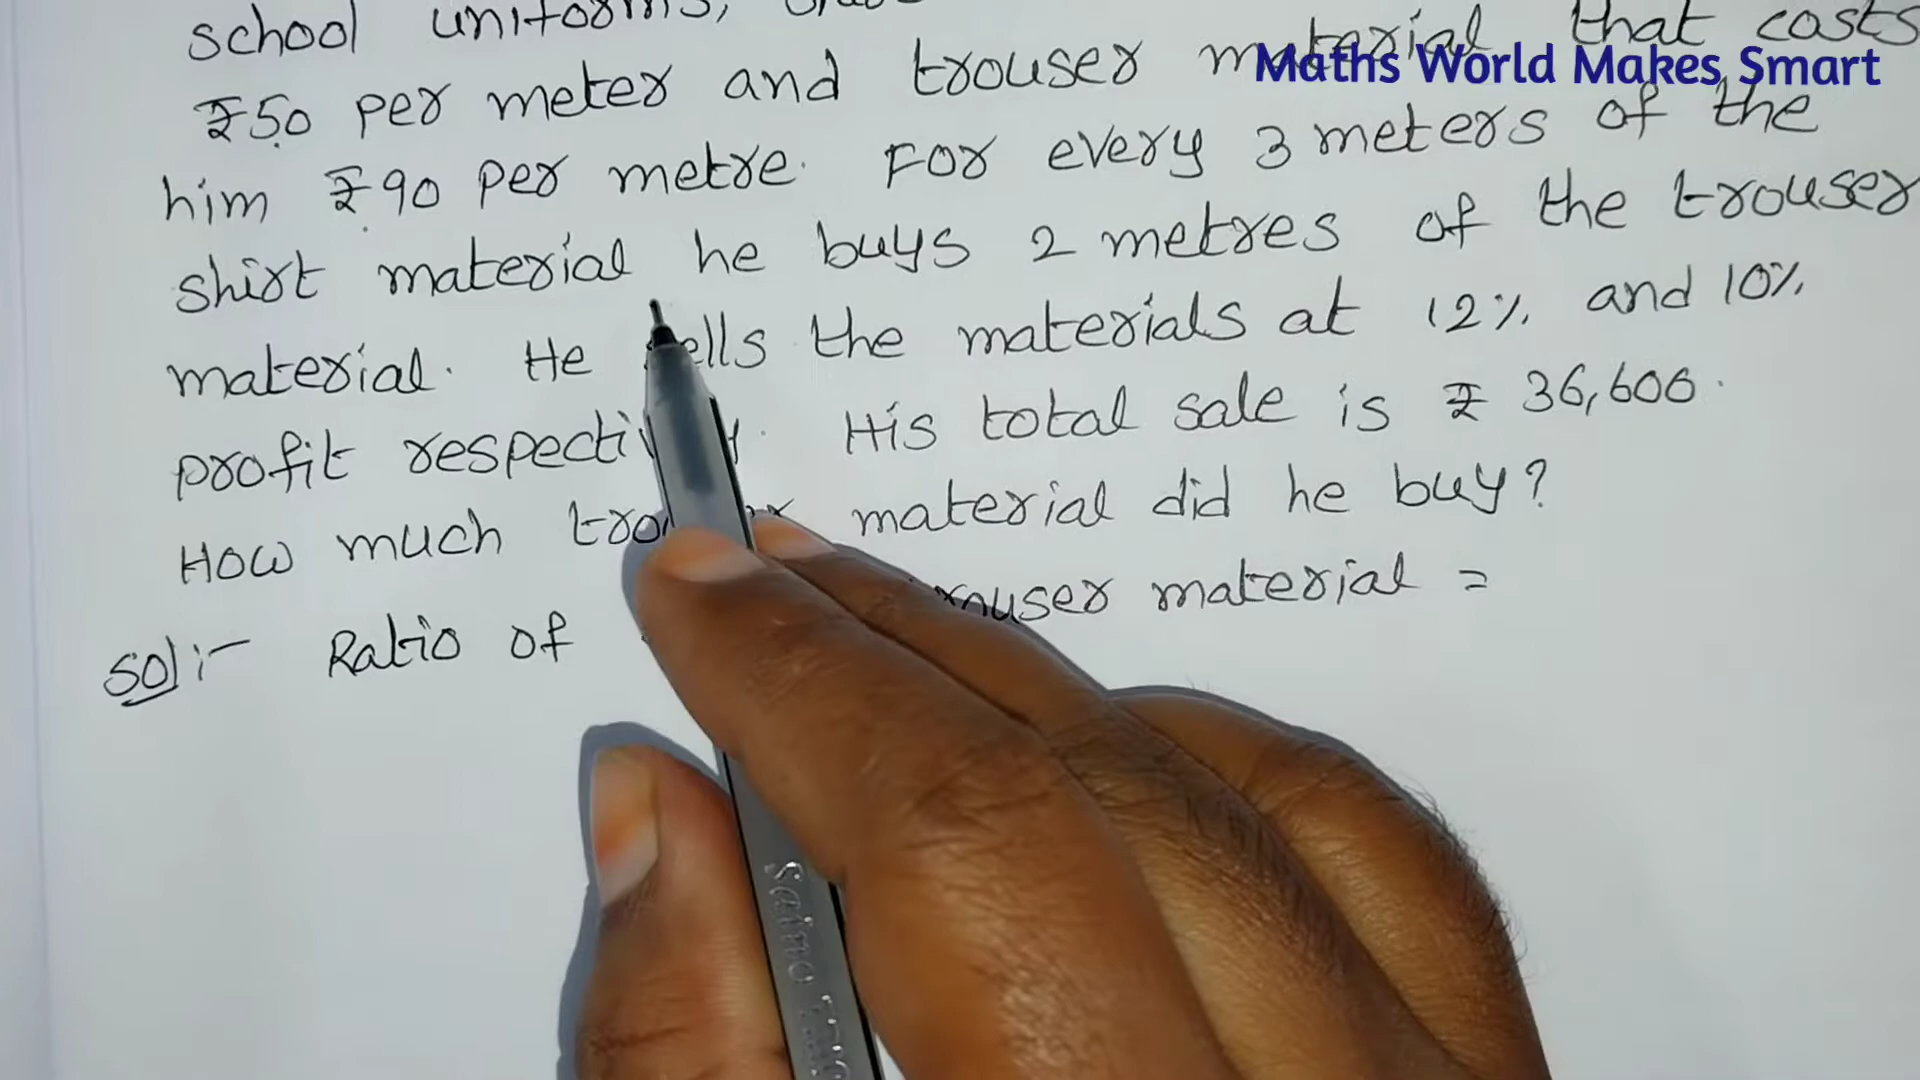 school uniforms,
Maths World Makes Smart
₹50 per meter and trouser material that costs
him ₹90 per metre. For every 3 meters of the
shirt material he buys 2 metres of the trouser
material. He sells the materials at 12% and 10%
profit His total sale is ₹ 36,600.
How much material did he buy?
Sol:- Ratio of material =
Saino